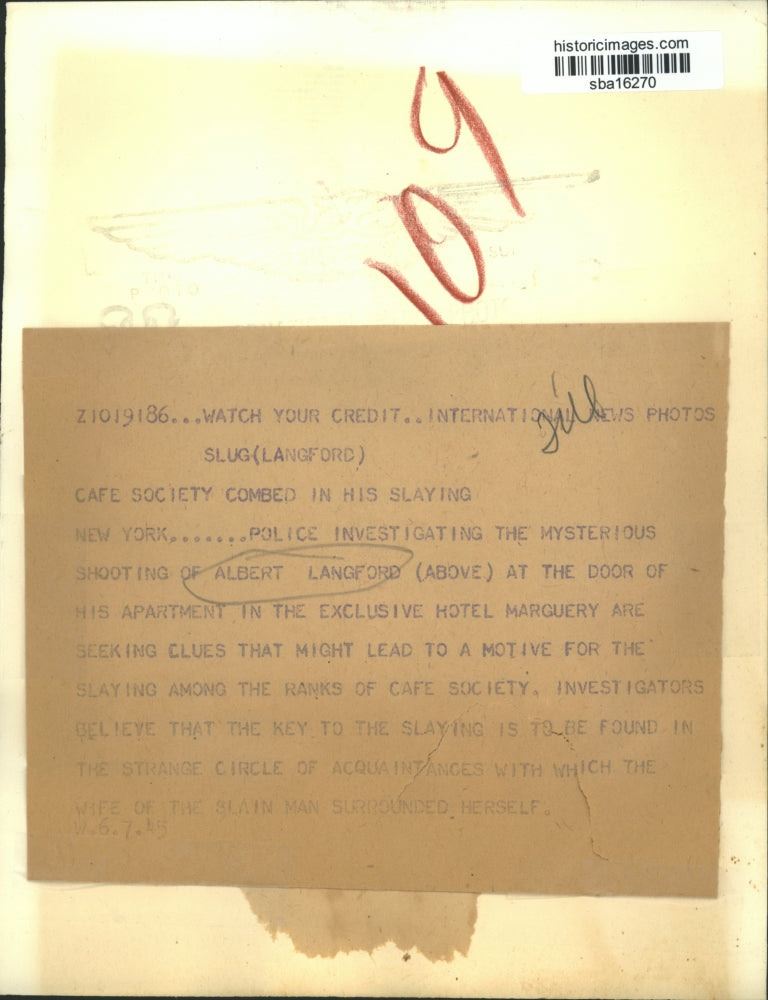 historicimages.com
sba16270
109
Z1019186...WATCH YOUR CREDIT..INTERNATIONAL NEWS PHOTOS
SLUG(LANGFORD)
CAFE SOCIETY COMBED IN HIS SLAYING
NEW YORK.......POLICE INVESTIGATING THE MYSTERIOUS
SHOOTING OF ALBERT LANGFORD (ABOVE) AT THE DOOR OF
HIS APARTMENT IN THE EXCLUSIVE HOTEL MARGUERY ARE
SEEKING CLUES THAT MIGHT LEAD TO A MOTIVE FOR THE
SLAYING AMONG THE RANKS OF CAFE SOCIETY. INVESTIGATORS
BELIEVE THAT THE KEY TO THE SLAYING IS TO BE FOUND IN
THE STRANGE CIRCLE OF ACQUAINTANCES WITH WHICH THE
WIFE OF THE SLAIN MAN SURROUNDED HERSELF.
W.6.7.45